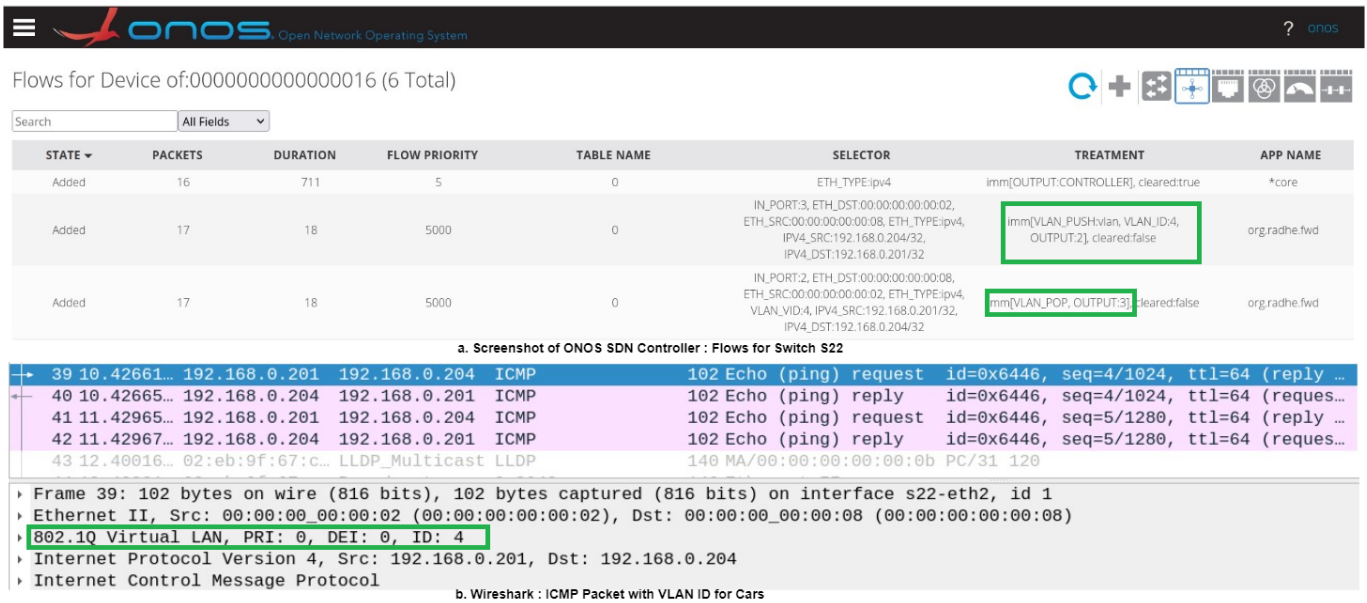 onos. Open Network Operating System ? onos
Flows for Device of:0000000000000016 (6 Total)
Search All Fields
STATE PACKETS DURATION FLOW PRIORITY TABLE NAME SELECTOR TREATMENT APP NAME
Added 16 711 5 0 ETH_TYPE:ipv4 imm[OUTPUT:CONTROLLER], cleared:true *core
IN_PORT:3, ETH_DST:00:00:00:00:00:02,
ETH_SRC:00:00:00:00:00:08, ETH_TYPE:ipv4, imm[VLAN_PUSH:vlan, VLAN_ID:4,
Added 17 18 5000 0 org.radhe.fwd
IPV4_SRC:192.168.0.204/32, OUTPUT:2], cleared:false
IPV4_DST:192.168.0.201/32
IN_PORT:2, ETH_DST:00:00:00:00:00:08,
ETH_SRC:00:00:00:00:00:02, ETH_TYPE:ipv4,
Added 17 18 5000 0 imm[VLAN_POP, OUTPUT:3], cleared:false org.radhe.fwd
VLAN_VID:4, IPV4_SRC:192.168.0.201/32,
IPV4_DST:192.168.0.204/32
a. Screenshot of ONOS SDN Controller : Flows for Switch S22
39 10.42661… 192.168.0.201 192.168.0.204 ICMP 102 Echo (ping) request id=0x6446, seq=4/1024, ttl=64 (reply …
40 10.42665… 192.168.0.204 192.168.0.201 ICMP 102 Echo (ping) reply id=0x6446, seq=4/1024, ttl=64 (reques…
41 11.42965… 192.168.0.201 192.168.0.204 ICMP 102 Echo (ping) request id=0x6446, seq=5/1280, ttl=64 (reply …
42 11.42967… 192.168.0.204 192.168.0.201 ICMP 102 Echo (ping) reply id=0x6446, seq=5/1280, ttl=64 (reques…
43 12.40016… 02:eb:9f:67:c… LLDP_Multicast LLDP 140 MA/00:00:00:00:00:0b PC/31 120
Frame 39: 102 bytes on wire (816 bits), 102 bytes captured (816 bits) on interface s22-eth2, id 1
Ethernet II, Src: 00:00:00_00:00:02 (00:00:00:00:00:02), Dst: 00:00:00_00:00:08 (00:00:00:00:00:08)
802.1Q Virtual LAN, PRI: 0, DEI: 0, ID: 4
Internet Protocol Version 4, Src: 192.168.0.201, Dst: 192.168.0.204
Internet Control Message Protocol
b. Wireshark : ICMP Packet with VLAN ID for Cars